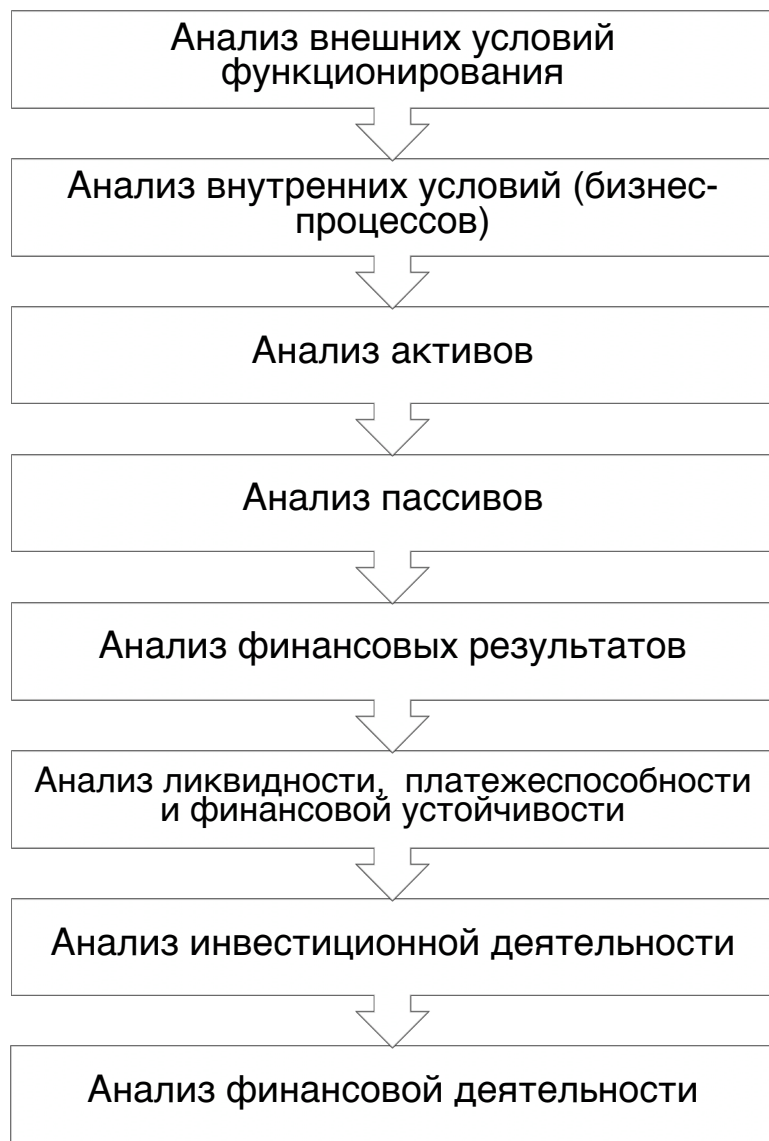 Анализ внешних условий
функционирования
Анализ внутренних условий (бизнес-
процессов)
Анализ активов
Анализ пассивов
Анализ финансовых результатов
Анализ ликвидности, платежеспособности
и финансовой устойчивости
Анализ инвестиционной деятельности
Анализ финансовой деятельности